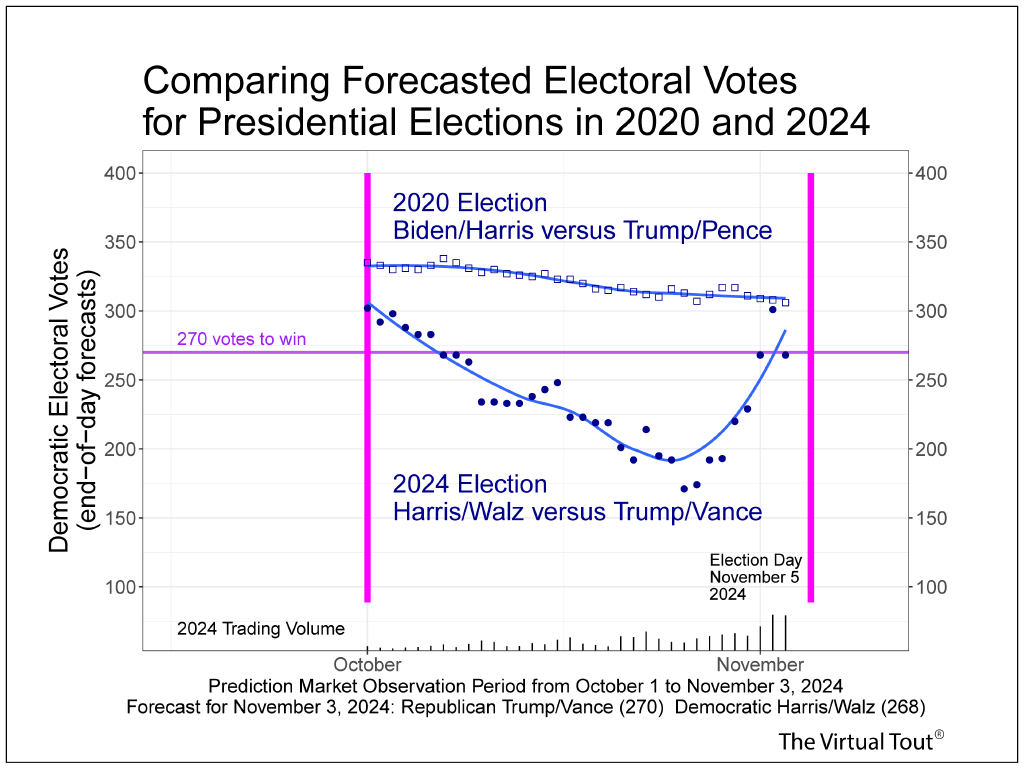 Comparing Forecasted Electoral Votes
for Presidential Elections in 2020 and 2024
Democratic Electoral Votes
(end−of−day forecasts)
400
350
300
250
200
150
100
400
350
300
250
200
150
100
2020 Election
Biden/Harris versus Trump/Pence
270 votes to win
2024 Election
Harris/Walz versus Trump/Vance
Election Day
November 5
2024
2024 Trading Volume
October
November
Prediction Market Observation Period from October 1 to November 3, 2024
Forecast for November 3, 2024: Republican Trump/Vance (270) Democratic Harris/Walz (268)
The Virtual Tout®